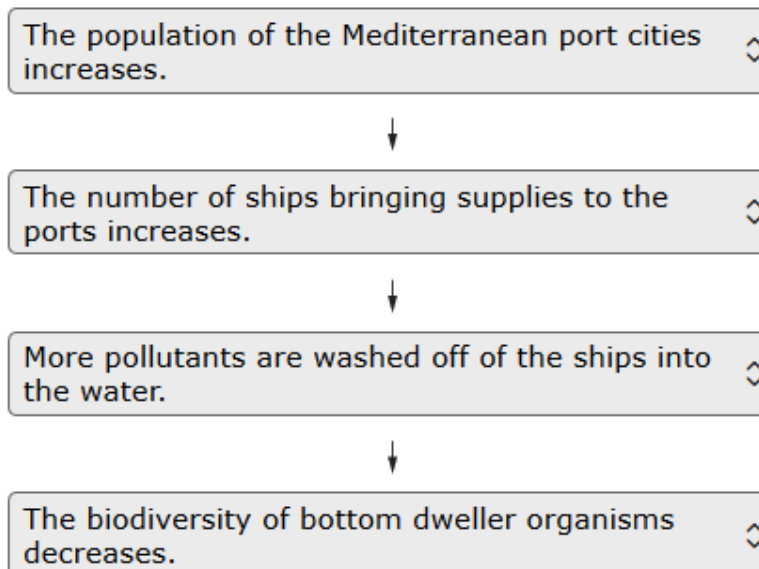 The population of the Mediterranean port cities
increases.
The number of ships bringing supplies to the
ports increases.
More pollutants are washed off of the ships into
the water.
The biodiversity of bottom dweller organisms
decreases.